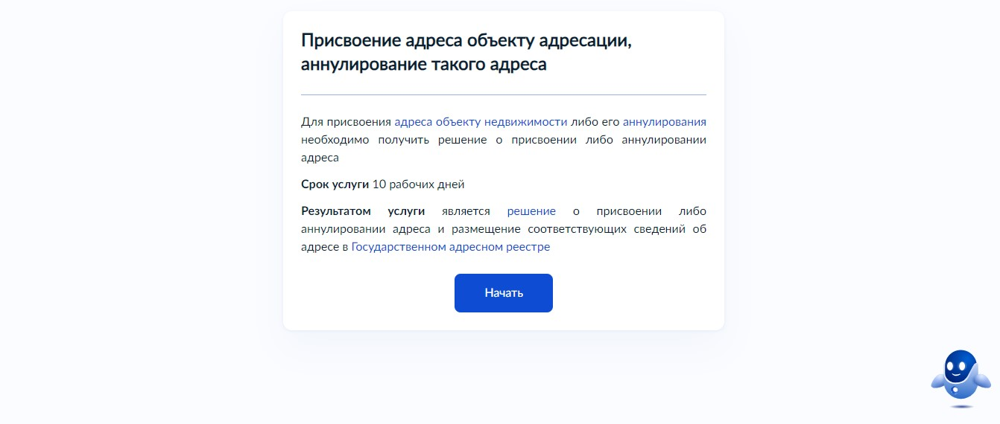 Присвоение адреса объекту адресации,
аннулирование такого адреса
Для присвоения адреса объекту недвижимости либо его аннулирования
необходимо получить решение о присвоении либо аннулировании
адреса
Срок услуги 10 рабочих дней
Результатом услуги является решение о присвоении либо
аннулировании адреса и размещение соответствующих сведений об
адресе в Государственном адресном реестре
Начать